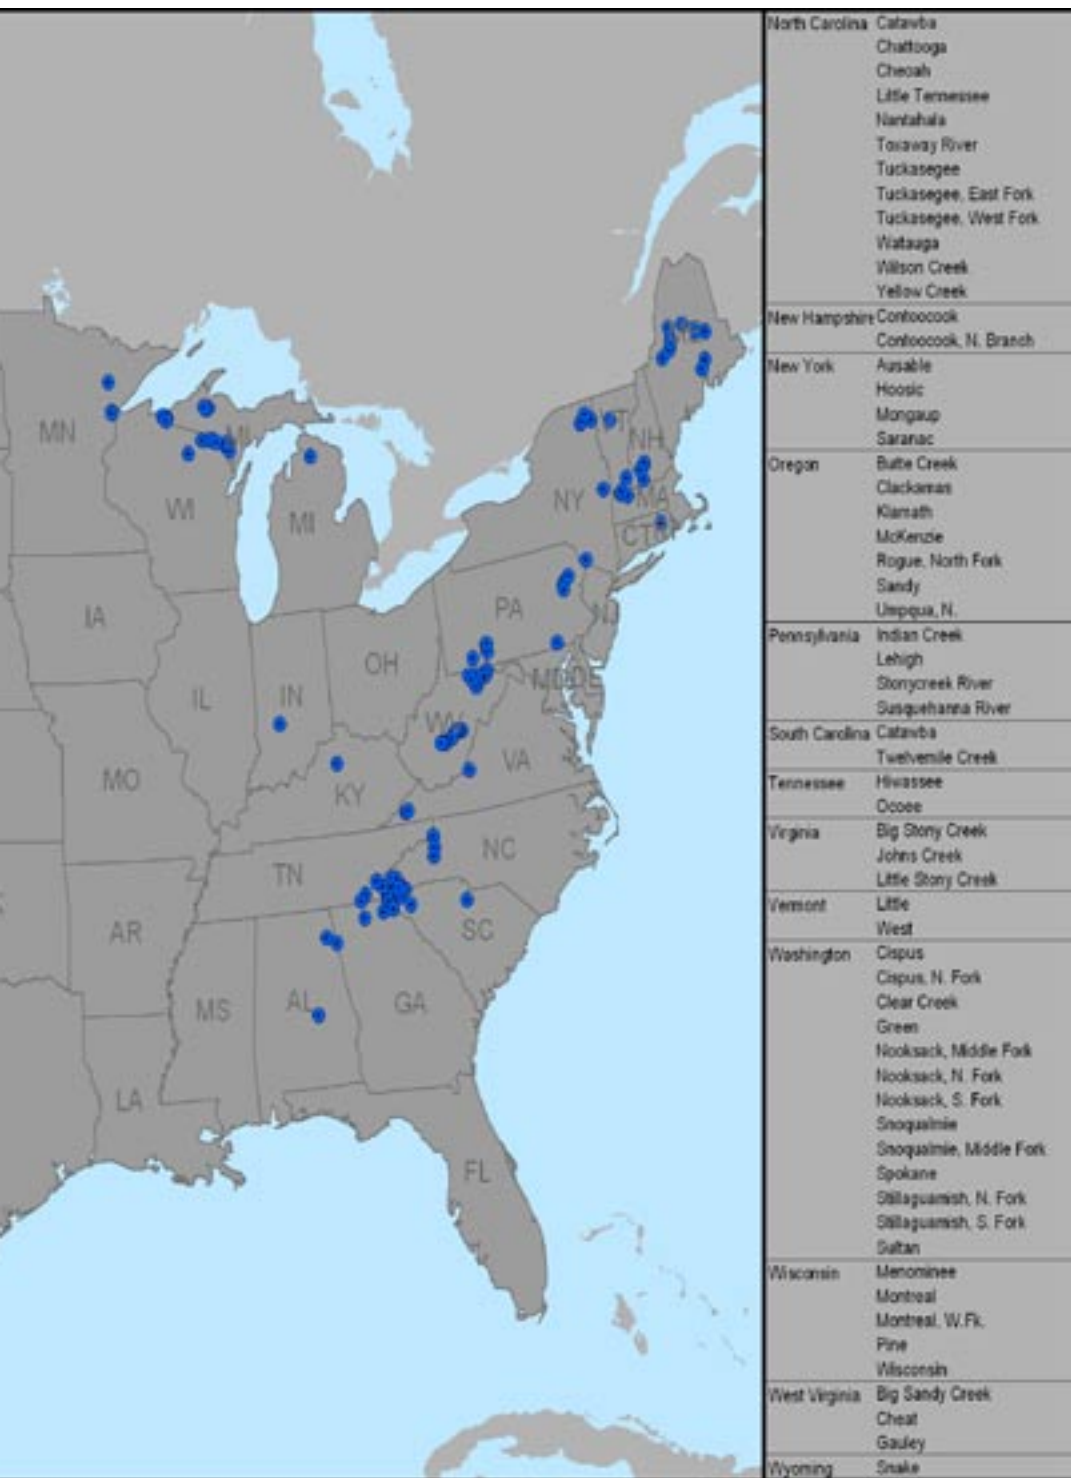 MN
WI
MI
MI
IA
IL
IN
OH
MO
KY
WV
VA
PA
NY
NJ
MD
DE
CT
RI
MA
NH
VT
ME
TN
NC
SC
AR
MS
AL
GA
LA
FL
North Carolina Catawba
Chattooga
Cheoah
Little Tennessee
Nantahala
Toxaway River
Tuckasegee
Tuckasegee, East Fork
Tuckasegee, West Fork
Watauga
Wilson Creek
Yellow Creek
New Hampshire Contoocook
Contoocook, N. Branch
New York Ausable
Hoosic
Mongaup
Saranac
Oregon Butte Creek
Clackamas
Klamath
McKenzie
Rogue, North Fork
Sandy
Umpqua, N.
Pennsylvania Indian Creek
Lehigh
Stonycreek River
Susquehanna River
South Carolina Catawba
Twelvemile Creek
Tennessee Hiwassee
Ocoee
Virginia Big Stony Creek
Johns Creek
Little Stony Creek
Vermont Little
West
Washington Cispus
Cispus, N. Fork
Clear Creek
Green
Nooksack, Middle Fork
Nooksack, N. Fork
Nooksack, S. Fork
Snoqualmie
Snoqualmie, Middle Fork
Spokane
Stillaguamish, N. Fork
Stillaguamish, S. Fork
Sultan
Wisconsin Menominee
Montreal
Montreal, W.Fk.
Pine
Wisconsin
West Virginia Big Sandy Creek
Cheat
Gauley
Wyoming Snake